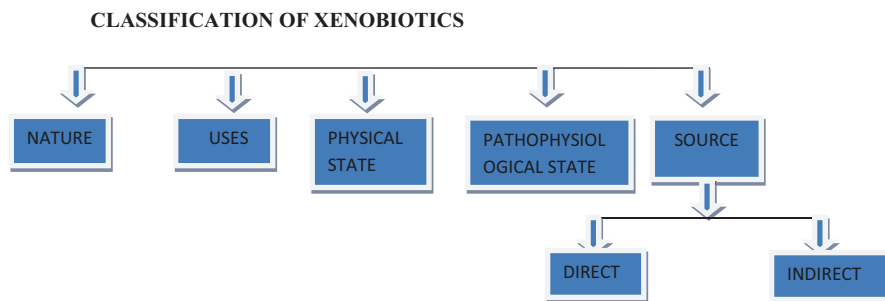 CLASSIFICATION OF XENOBIOTICS
NATURE
USES
PHYSICAL
STATE
PATHOPHYSIOL
OGICAL STATE
SOURCE
DIRECT
INDIRECT